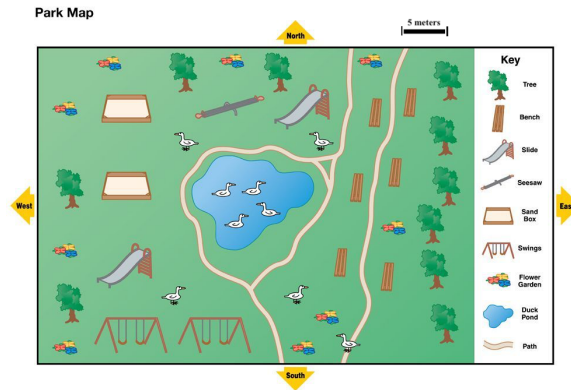 Park Map
North
5 meters
Key
Tree
Bench
Slide
Seesaw
Sand
Box
Swings
Flower
Garden
Duck
Pond
Path
West
East
South